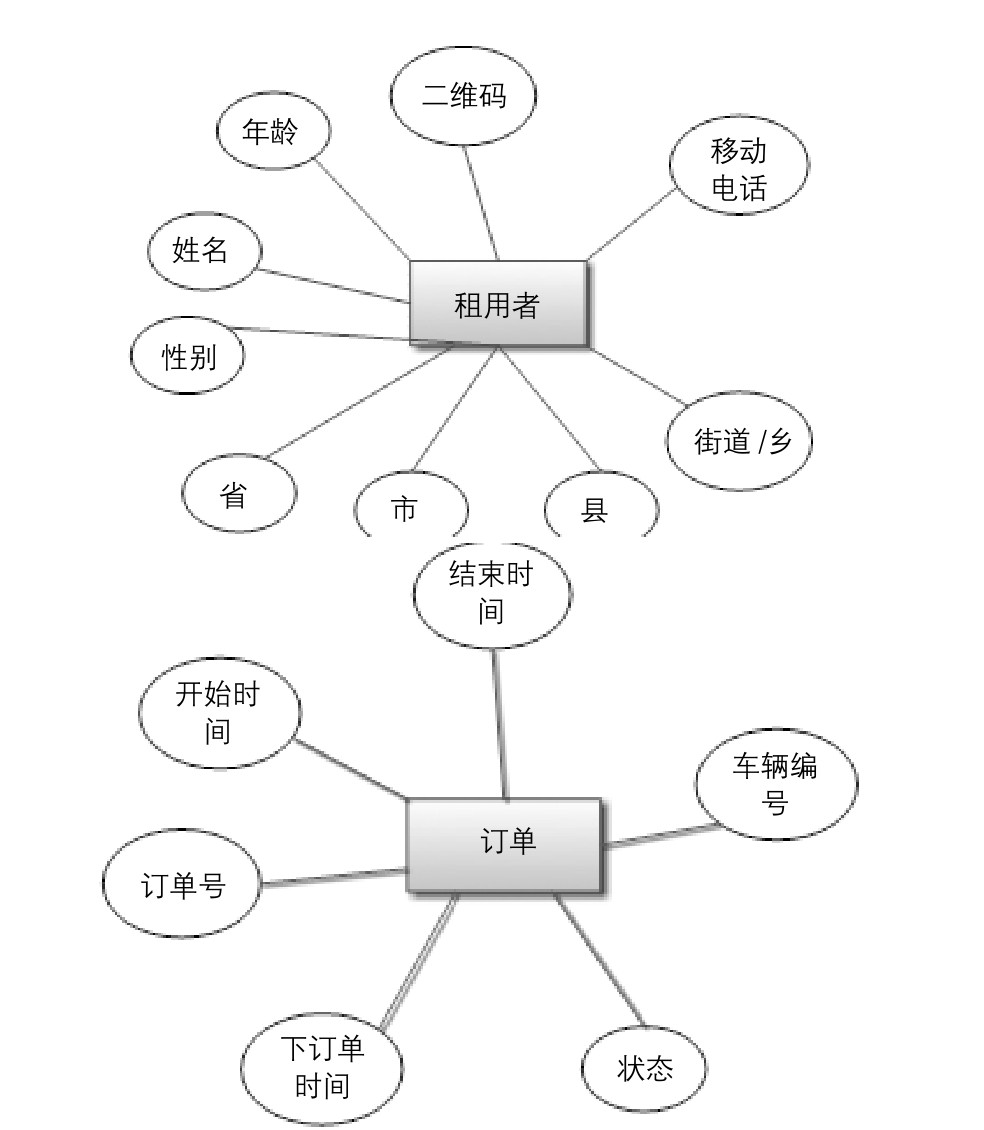 二维码
年龄
移动
电话
姓名
租用者
性别
街道 /乡
省
市
县
结束时
间
开始时
间
车辆编
号
订单
订单号
下订单
时间
状态